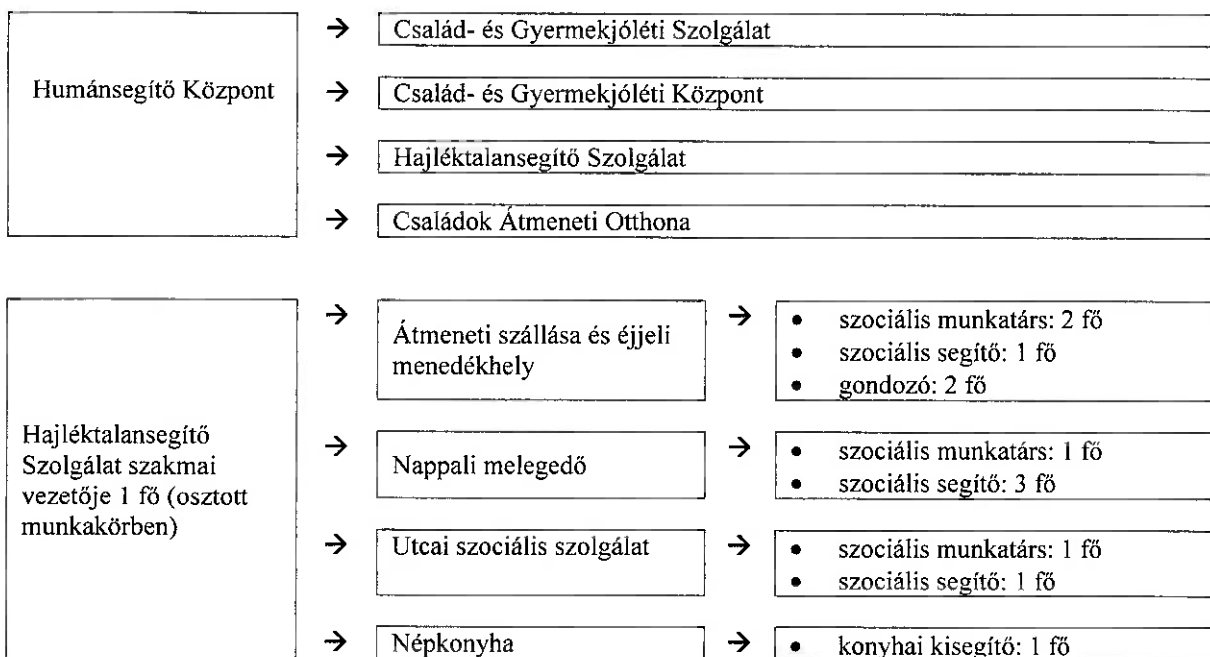 Humánsegítő Központ
→ Család- és Gyermekjóléti Szolgálat
→ Család- és Gyermekjóléti Központ
→ Hajléktalansegítő Szolgálat
→ Családok Átmeneti Otthona
Hajléktalansegítő
Szolgálat szakmai
vezetője 1 fő (osztott
munkakörben)
→ Átmeneti szállása és éjjeli
menedékhely
→ • szociális munkatárs: 2 fő
• szociális segítő: 1 fő
• gondozó: 2 fő
→ Nappali melegedő
→ • szociális munkatárs: 1 fő
• szociális segítő: 3 fő
→ Utcai szociális szolgálat
→ • szociális munkatárs: 1 fő
• szociális segítő: 1 fő
→ Népkonyha
→ • konyhai kisegítő: 1 fő